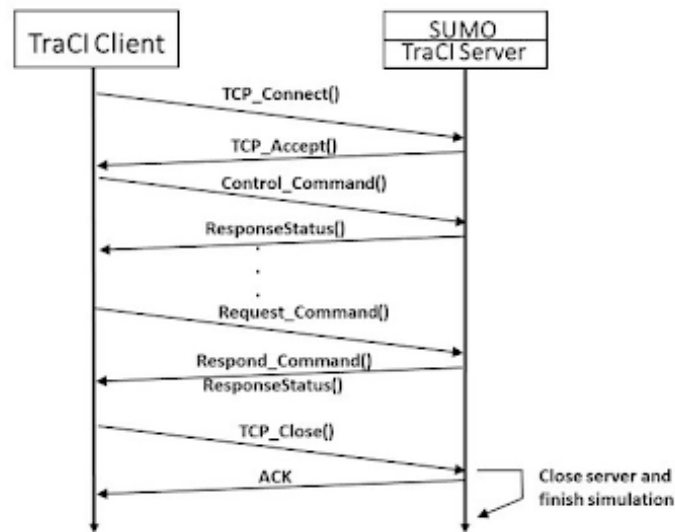 TraCI Client
SUMO
TraCI Server
TCP_Connect()
TCP_Accept()
Control_Command()
ResponseStatus()
.
.
.
Request_Command()
Respond_Command()
ResponseStatus()
TCP_Close()
ACK
Close server and
finish simulation